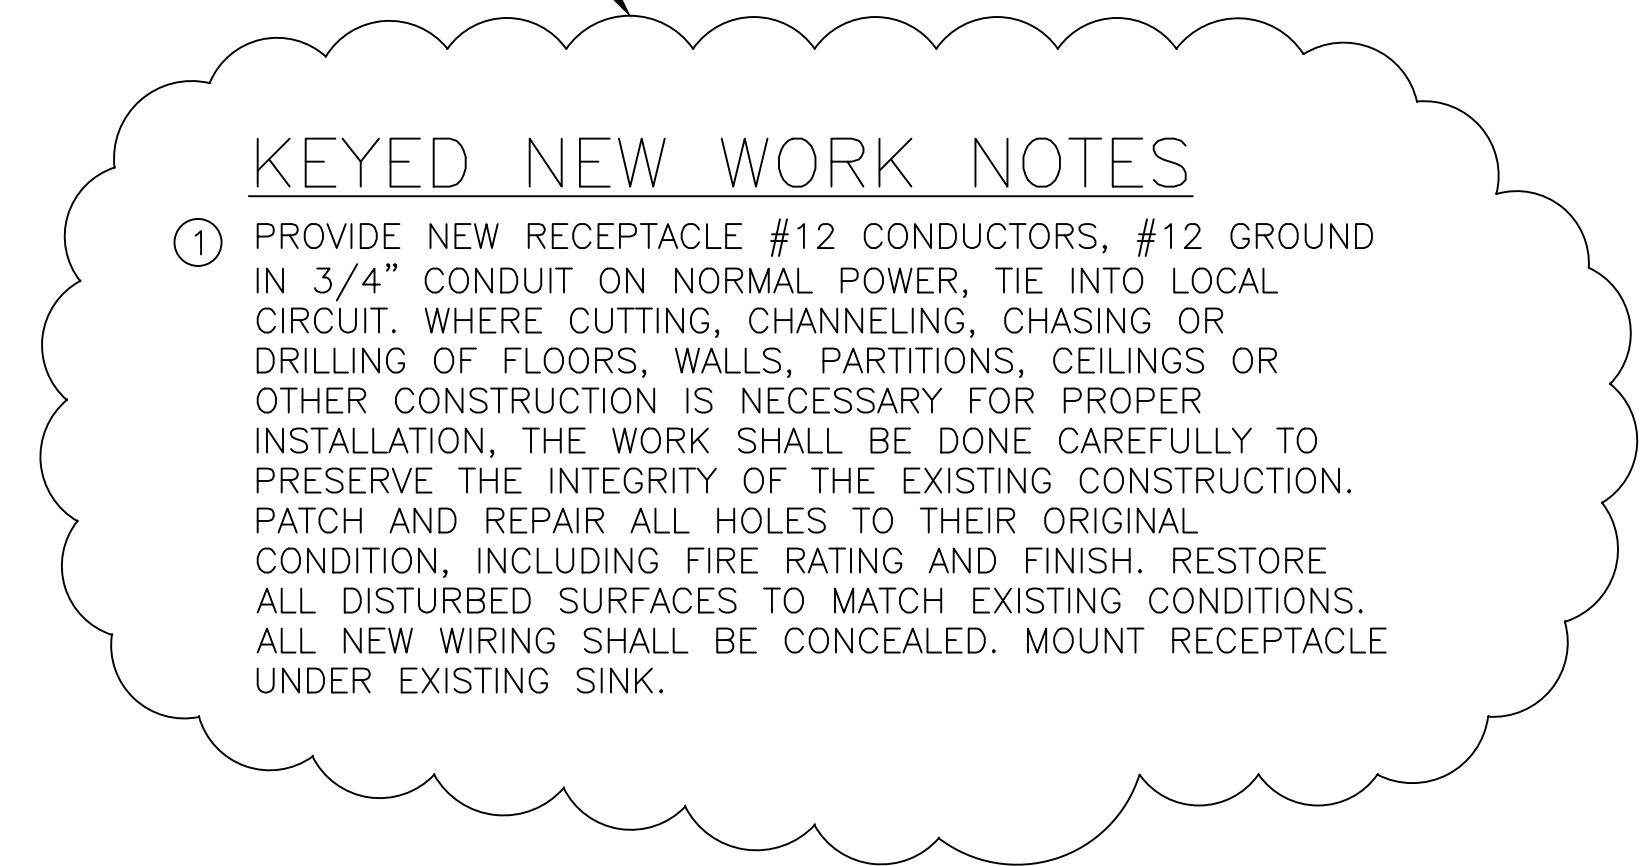 KEYED NEW WORK NOTES
1 PROVIDE NEW RECEPTACLE #12 CONDUCTORS, #12 GROUND
IN 3/4” CONDUIT ON NORMAL POWER, TIE INTO LOCAL
CIRCUIT. WHERE CUTTING, CHANNELING, CHASING OR
DRILLING OF FLOORS, WALLS, PARTITIONS, CEILINGS OR
OTHER CONSTRUCTION IS NECESSARY FOR PROPER
INSTALLATION, THE WORK SHALL BE DONE CAREFULLY TO
PRESERVE THE INTEGRITY OF THE EXISTING CONSTRUCTION.
PATCH AND REPAIR ALL HOLES TO THEIR ORIGINAL
CONDITION, INCLUDING FIRE RATING AND FINISH. RESTORE
ALL DISTURBED SURFACES TO MATCH EXISTING CONDITIONS.
ALL NEW WIRING SHALL BE CONCEALED. MOUNT RECEPTACLE
UNDER EXISTING SINK.